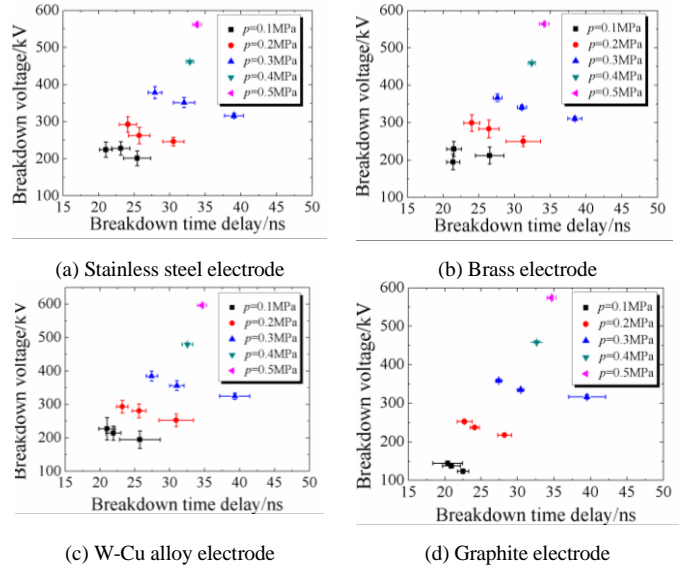 600
500
400
300
200
100
Breakdown voltage/kV
15 20 25 30 35 40 45 50
Breakdown time delay/ns
p=0.1MPa
p=0.2MPa
p=0.3MPa
p=0.4MPa
p=0.5MPa
(a) Stainless steel electrode
600
500
400
300
200
100
Breakdown voltage/kV
15 20 25 30 35 40 45 50
Breakdown time delay/ns
p=0.1MPa
p=0.2MPa
p=0.3MPa
p=0.4MPa
p=0.5MPa
(b) Brass electrode
600
500
400
300
200
100
Breakdown voltage/kV
15 20 25 30 35 40 45 50
Breakdown time delay/ns
p=0.1MPa
p=0.2MPa
p=0.3MPa
p=0.4MPa
p=0.5MPa
(c) W-Cu alloy electrode
600
500
400
300
200
100
Breakdown voltage/kV
15 20 25 30 35 40 45 50
Breakdown time delay/ns
p=0.1MPa
p=0.2MPa
p=0.3MPa
p=0.4MPa
p=0.5MPa
(d) Graphite electrode